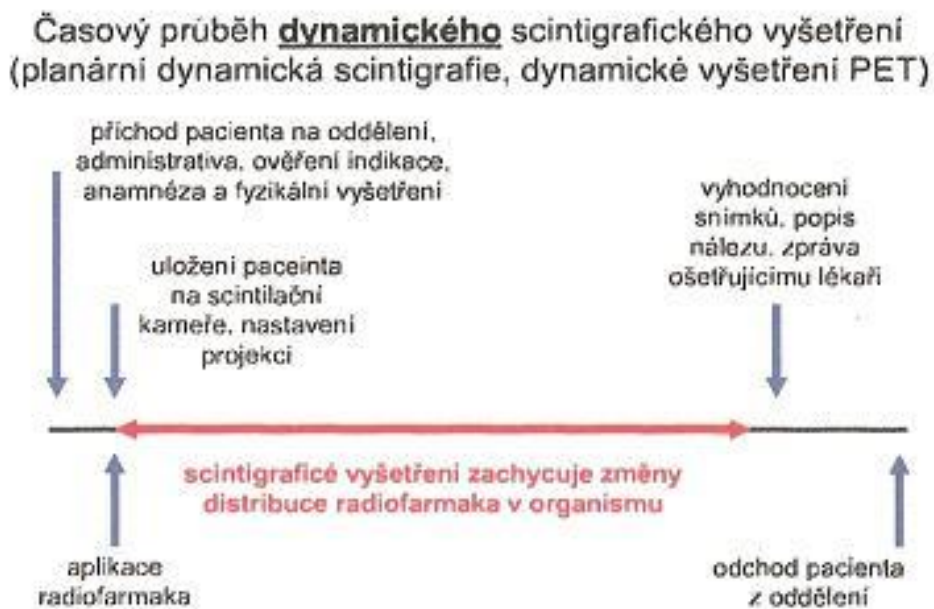 Časový průběh dynamického scintigrafického vyšetření
(planární dynamická scintigrafie, dynamické vyšetření PET)
příchod pacienta na oddělení,
administrativa, ověření indikace,
anamnéza a fyzikální vyšetření
uložení paceinta
na scintilační
kameře, nastavení
projekcí
vyhodnocení
snímků, popis
nálezu, zpráva
ošetřujícímu lékaři
scintigraficé vyšetření zachycuje změny
distribuce radiofarmaka v organismu
aplikace
radiofarmaka
odchod pacienta
z oddělení